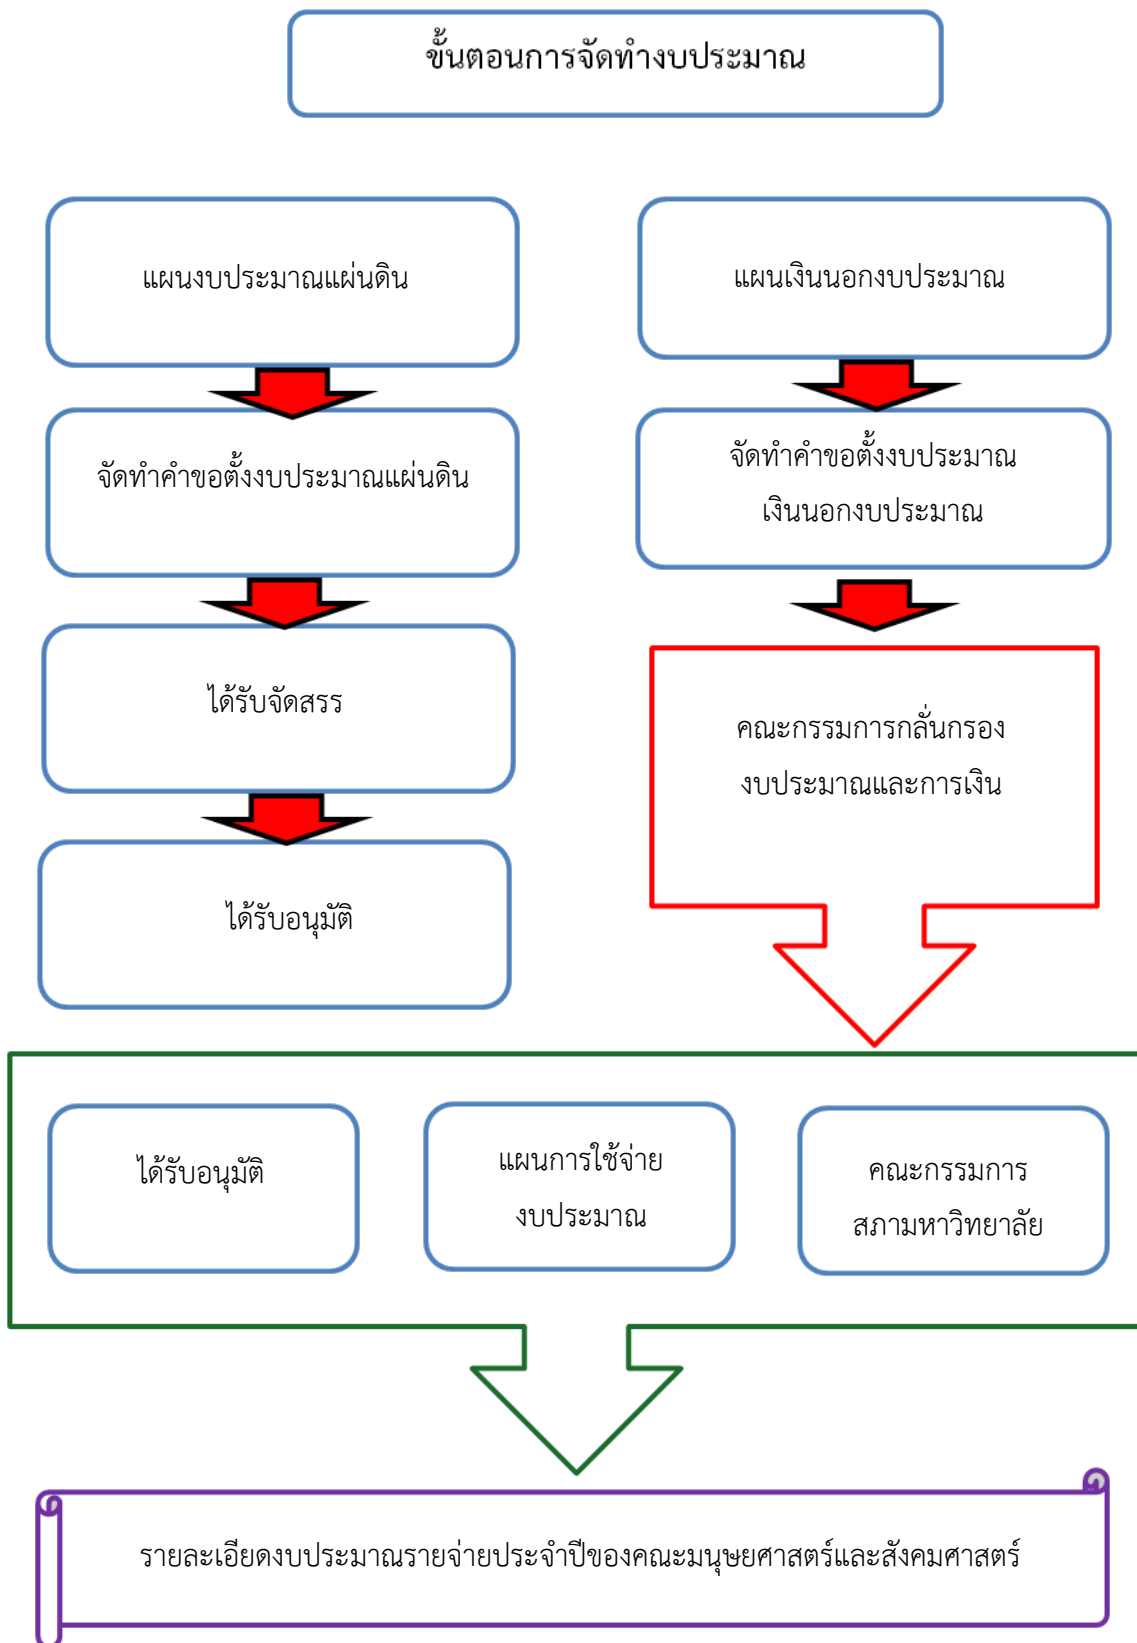 ขั้นตอนการจัดทำงบประมาณ
แผนงบประมาณแผ่นดิน
แผนเงินนอกงบประมาณ
จัดทำคำขอตั้งงบประมาณแผ่นดิน
จัดทำคำขอตั้งงบประมาณ
เงินนอกงบประมาณ
ได้รับจัดสรร
คณะกรรมการกลั่นกรอง
งบประมาณและการเงิน
ได้รับอนุมัติ
ได้รับอนุมัติ
แผนการใช้จ่าย
งบประมาณ
คณะกรรมการ
สภามหาวิทยาลัย
รายละเอียดงบประมาณรายจ่ายประจำปีของคณะมนุษยศาสตร์และสังคมศาสตร์